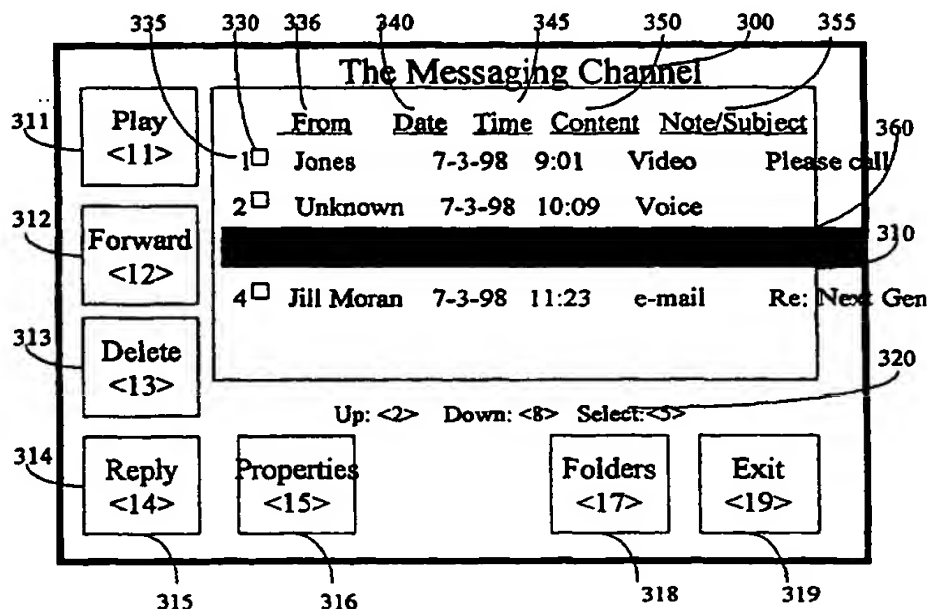 335 330 336 340 345 350 300 355
The Messaging Channel
From Date Time Content Note/Subject
311
Play
<11>
360
1 Jones 7-3-98 9:01 Video Please call
2 Unknown 7-3-98 10:09 Voice
312
Forward
<12>
310
4 Jill Moran 7-3-98 11:23 e-mail Re: Next Gen
313
Delete
<13>
320
Up: <2> Down: <8> Select:<5>
314
Reply
<14>
Properties
<15>
Folders
<17>
Exit
<19>
315 316 318 319